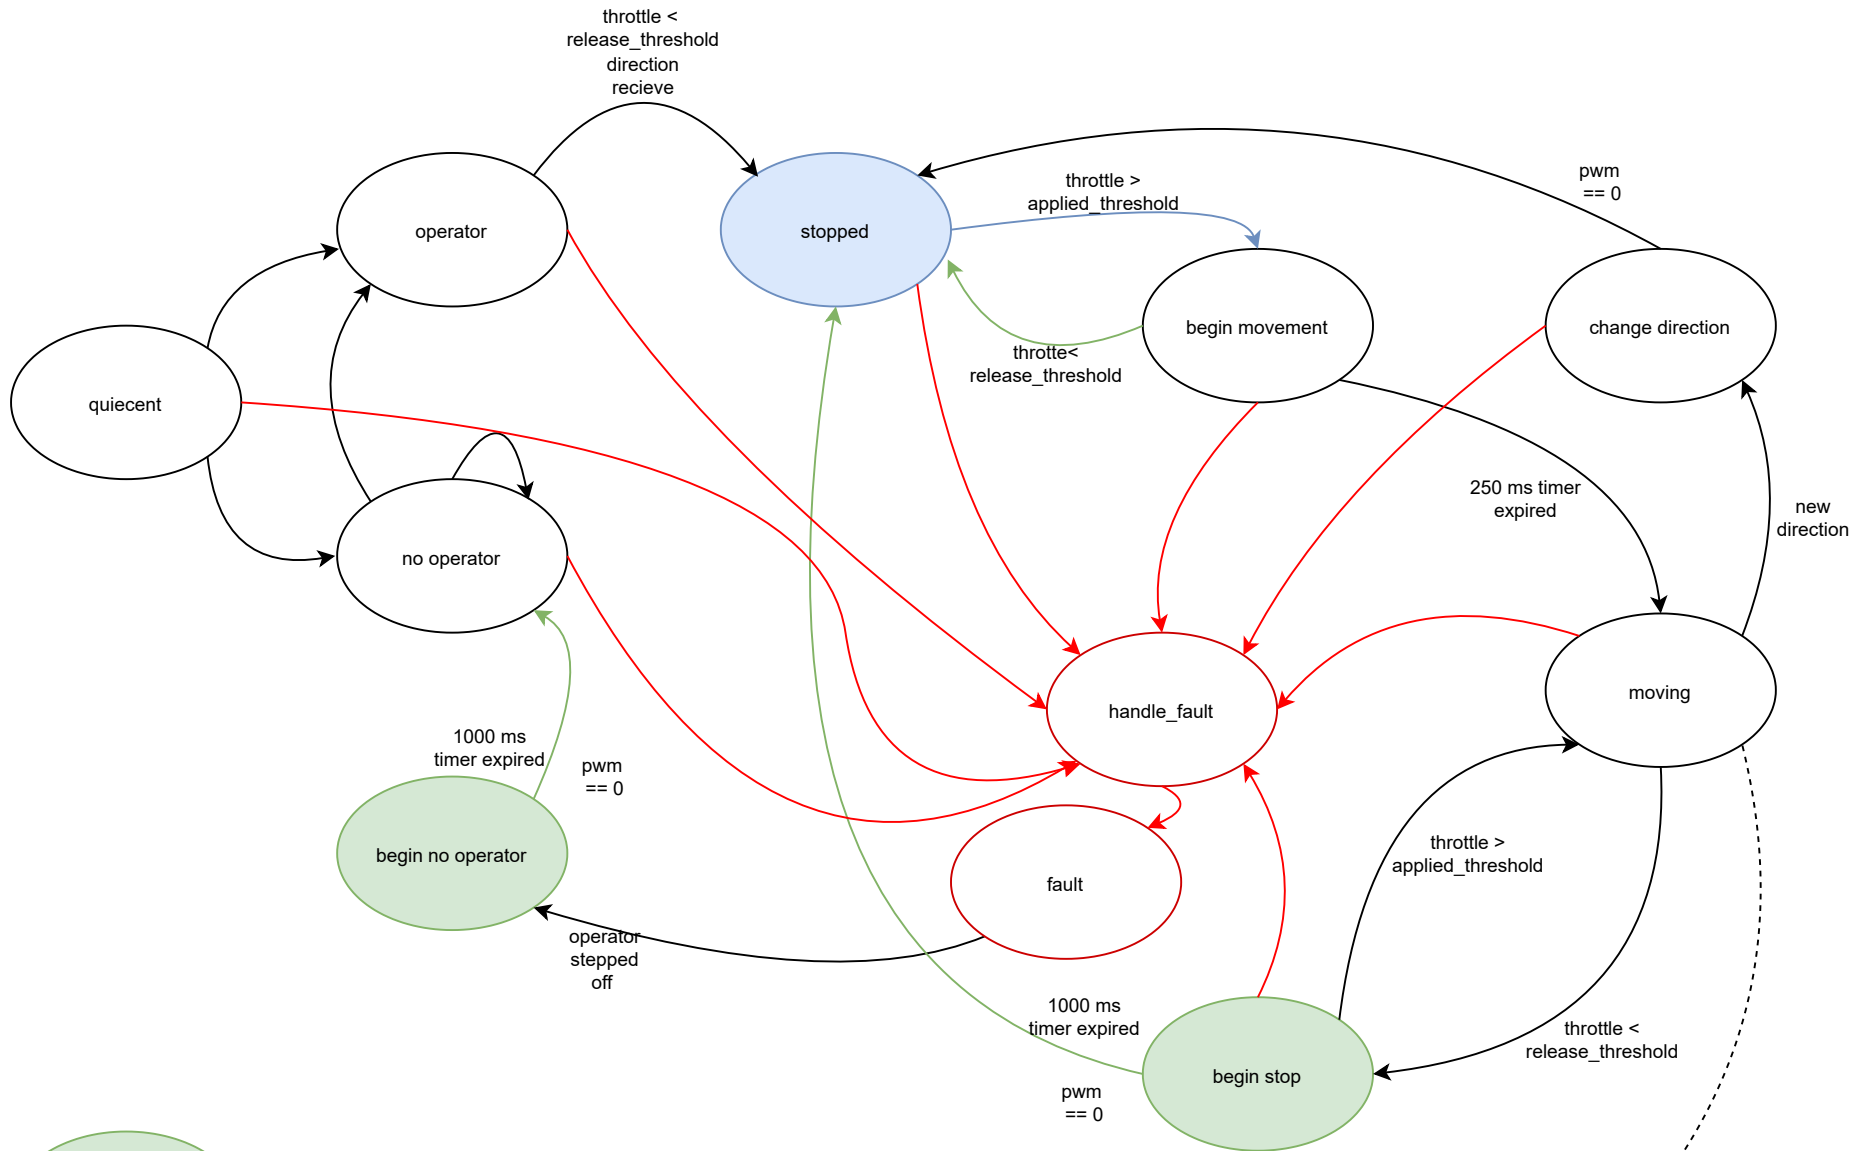 throttle <
release_threshold
direction
recieve
pwm
== 0
throttle >
applied_threshold
operator
stopped
begin movement
change direction
throtte<
release_threshold
quiecent
250 ms timer
expired
new
direction
no operator
moving
handle_fault
1000 ms
timer expired
pwm
== 0
throttle >
applied_threshold
begin no operator
fault
operator
stepped
off
1000 ms
timer expired
throttle <
release_threshold
begin stop
pwm
== 0